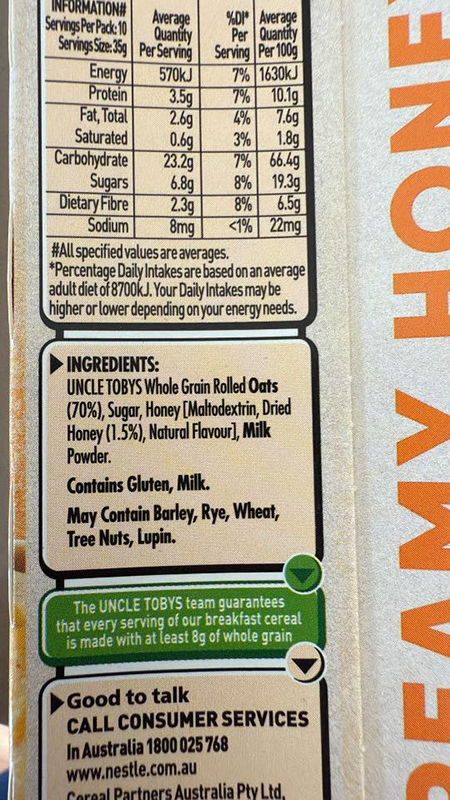 INFORMATION#
Servings Per Pack: 10
Servings Size: 35g
Average Quantity Per Serving
%DI* Per Serving
Average Quantity Per 100g
Energy 570kJ 7% 1630kJ
Protein 3.5g 7% 10.1g
Fat, Total 2.6g 4% 7.6g
Saturated 0.6g 3% 1.8g
Carbohydrate 23.2g 7% 66.4g
Sugars 6.8g 8% 19.3g
Dietary Fibre 2.3g 8% 6.5g
Sodium 8mg <1% 22mg
#All specified values are averages.
*Percentage Daily Intakes are based on an average
adult diet of 8700kJ. Your Daily Intakes may be
higher or lower depending on your energy needs.
INGREDIENTS:
UNCLE TOBYS Whole Grain Rolled Oats
(70%), Sugar, Honey [Maltodextrin, Dried
Honey (1.5%), Natural Flavour], Milk
Powder.
Contains Gluten, Milk.
May Contain Barley, Rye, Wheat,
Tree Nuts, Lupin.
The UNCLE TOBYS team guarantees
that every serving of our breakfast cereal
is made with at least 8g of whole grain
Good to talk
CALL CONSUMER SERVICES
In Australia 1800 025 768
www.nestle.com.au
Cereal Partners Australia Pty Ltd,
EAMY HONE